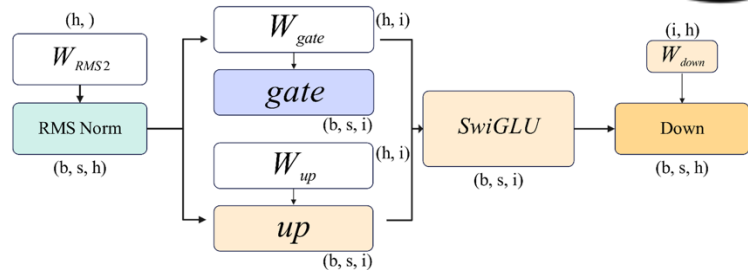 (h, )
W_RMS2
RMS Norm
(b, s, h)
W_gate
(h, i)
gate
(b, s, i)
W_up
(h, i)
up
(b, s, i)
SwiGLU
(b, s, i)
(i, h)
W_down
Down
(b, s, h)